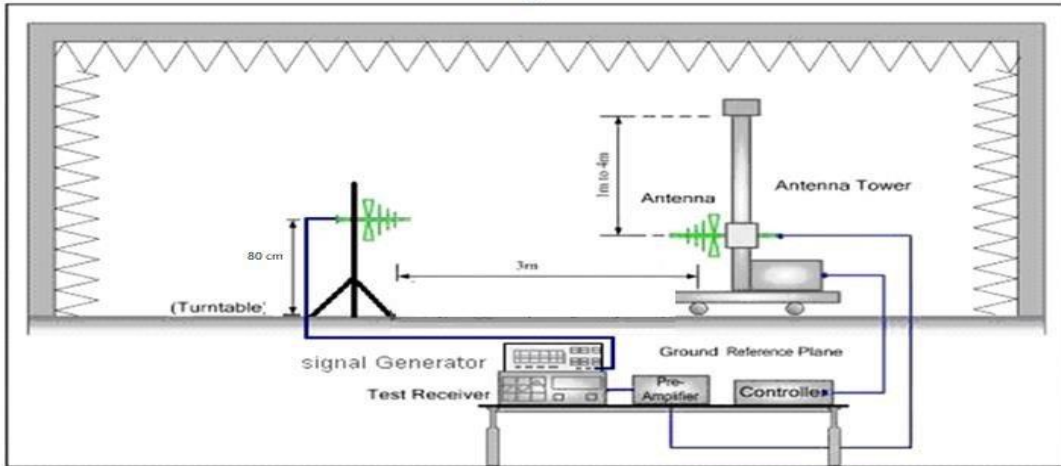 1m to 4m
Antenna
Antenna Tower
80 cm
3m
(Turntable)
signal Generator
Ground Reference Plane
Test Receiver
Pre-
Amplifier
Controller